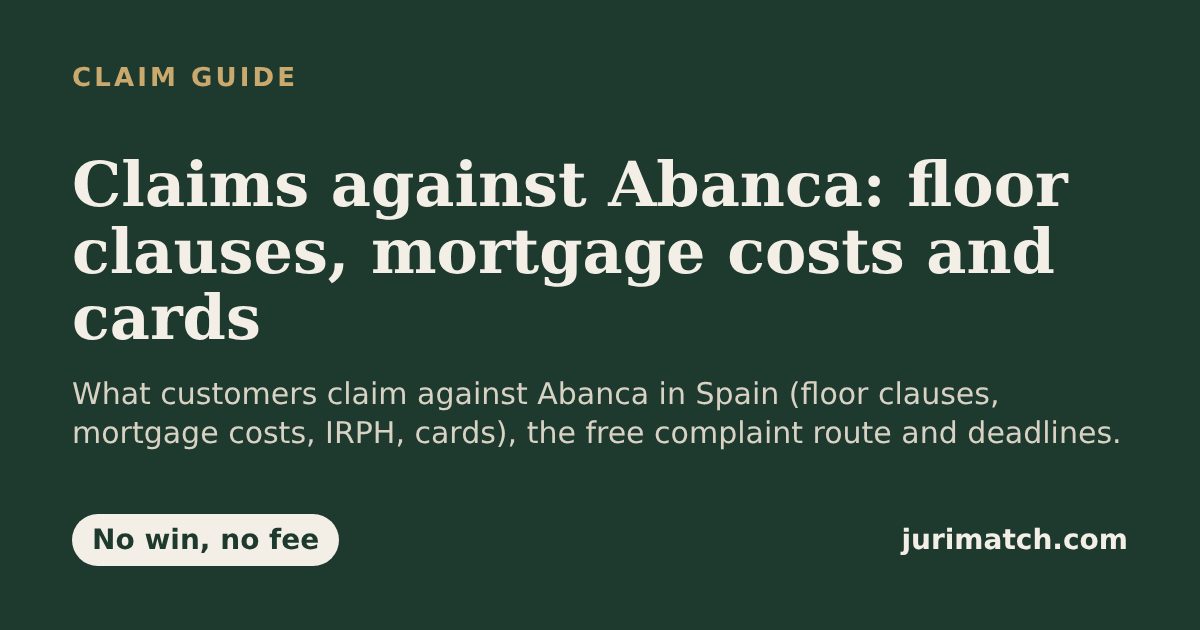 CLAIM GUIDE
Claims against Abanca: floor
clauses, mortgage costs and
cards
What customers claim against Abanca in Spain (floor clauses,
mortgage costs, IRPH, cards), the free complaint route and deadlines.
No win, no fee
jurimatch.com